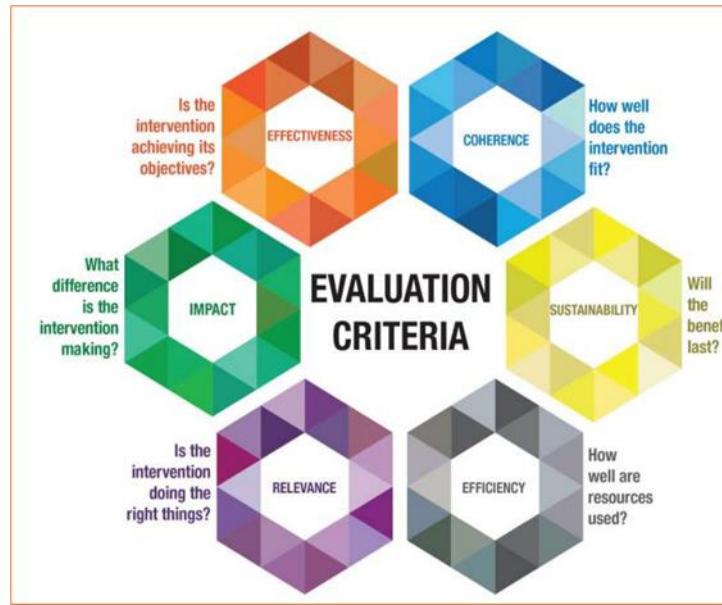 Is the
intervention
achieving its
objectives?
EFFECTIVENESS
COHERENCE
How well
does the
intervention
fit?
What
difference
is the
intervention
making?
IMPACT
EVALUATION
CRITERIA
SUSTAINABILITY
Will
the
benef
last?
Is the
intervention
doing the
right things?
RELEVANCE
EFFICIENCY
How
well are
resources
used?